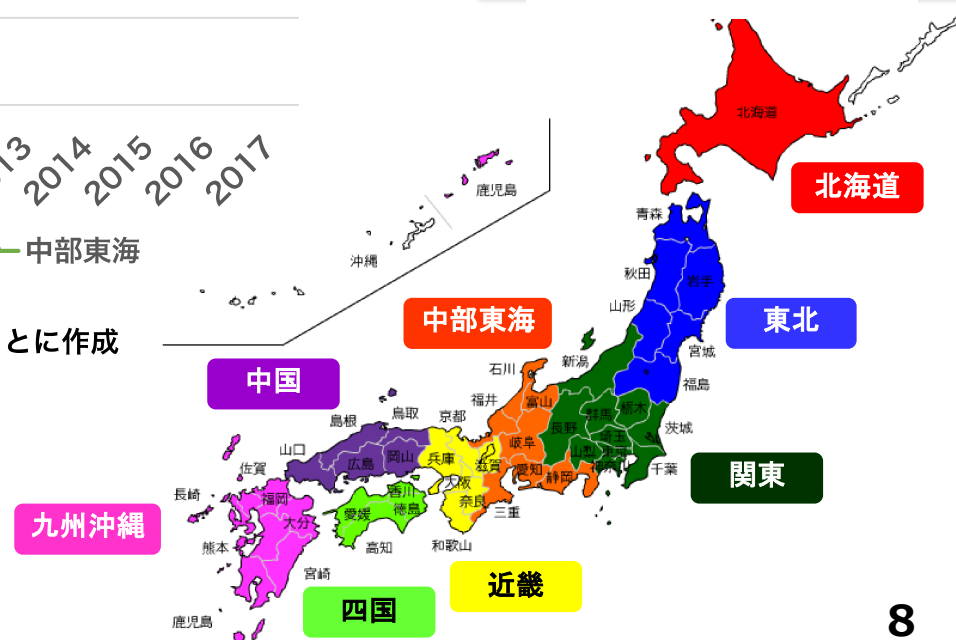 13
2014
2015
2016
2017
中部東海
とに作成
北海道
北海道
鹿児島
沖縄
青森
秋田
岩手
山形
東北
宮城
福島
中部東海
新潟
石川
富山
福井
群馬
栃木
茨城
長野
埼玉
山梨
東京
神奈川
千葉
関東
中国
島根
鳥取
京都
岐阜
山口
広島
岡山
兵庫
滋賀
愛知
静岡
大阪
奈良
三重
和歌山
近畿
佐賀
長崎
福岡
大分
熊本
宮崎
鹿児島
九州沖縄
香川
徳島
愛媛
高知
四国
8